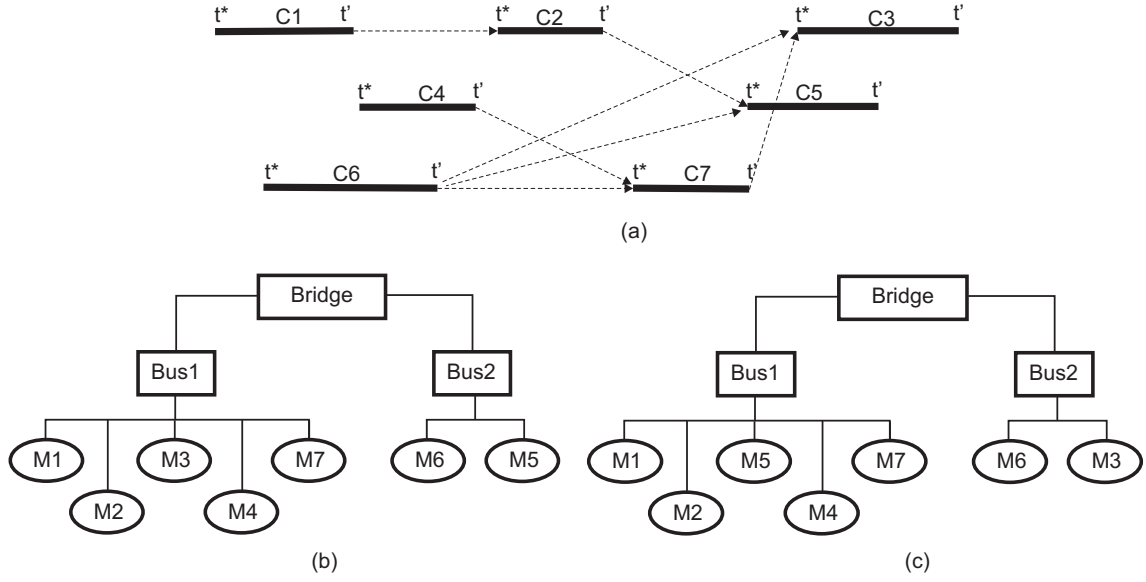 t* C1 t’ t* C2 t’ t* C3 t’
t* C4 t’ t* C5 t’
t* C6 t’ t* C7 t’
(a)
Bridge
Bus1 Bus2
M1 M3 M7 M6 M5
M2 M4
(b)
Bridge
Bus1 Bus2
M1 M5 M7 M6 M3
M2 M4
(c)